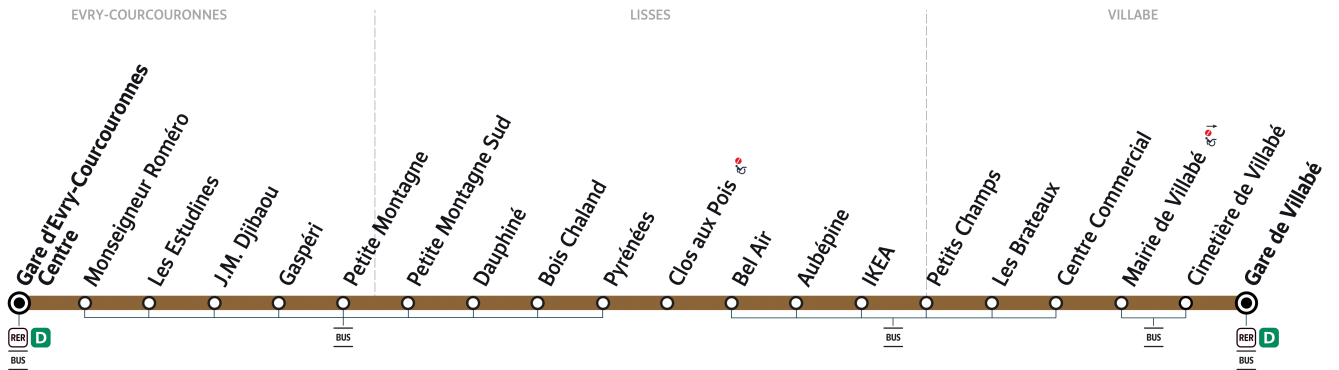 EVRY-COURCOURONNES
LISSES
VILLABE
Gare d'Evry-Courcouronnes
Centre
Monseigneur Roméro
Les Estudines
J.M. Djibaou
Gaspéri
Petite Montagne
Petite Montagne Sud
Dauphiné
Bois Chaland
Pyrénées
Clos aux Pois
Bel Air
Aubépine
IKEA
Petits Champs
Les Brateaux
Centre Commercial
Mairie de Villabé
Cimetière de Villabé
Gare de Villabé
RER D
BUS
BUS
BUS
BUS
RER D
BUS